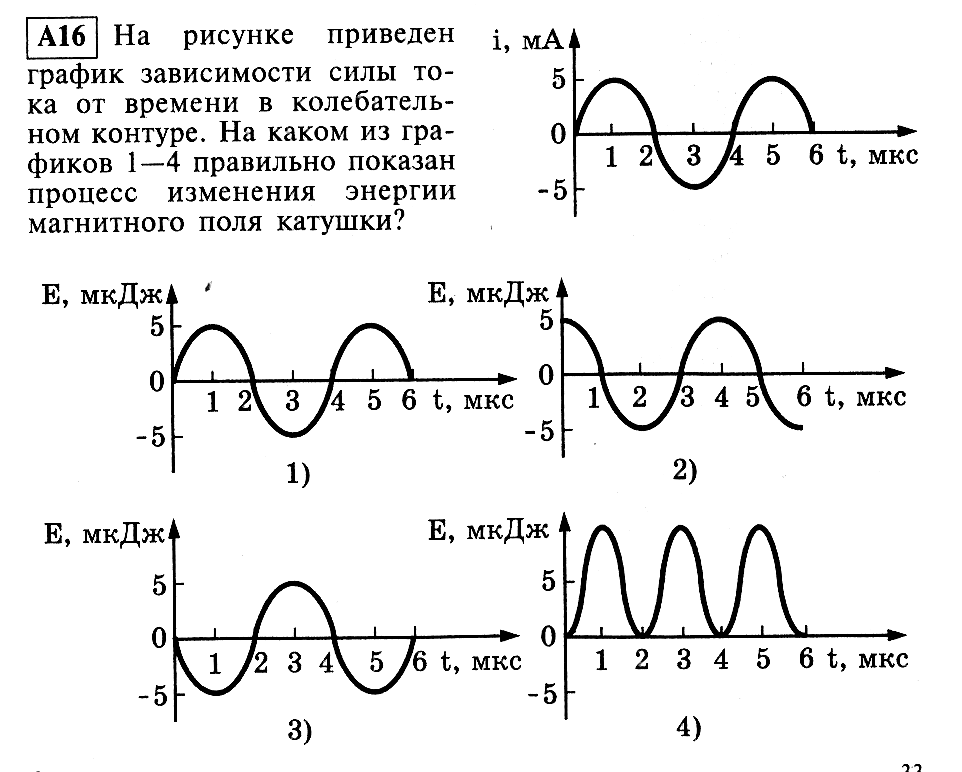 А16 На рисунке приведен
график зависимости силы то-
ка от времени в колебатель-
ном контуре. На каком из гра-
фиков 1—4 правильно показан
процесс изменения энергии
магнитного поля катушки?
i, мА
5
0
-5
1 2 3 4 5 6 t, мкс
E, мкДж
5
0
-5
1 2 3 4 5 6 t, мкс
1)
E, мкДж
5
0
-5
1 2 3 4 5 6 t, мкс
2)
E, мкДж
5
0
-5
1 2 3 4 5 6 t, мкс
3)
E, мкДж
5
0
-5
1 2 3 4 5 6 t, мкс
4)